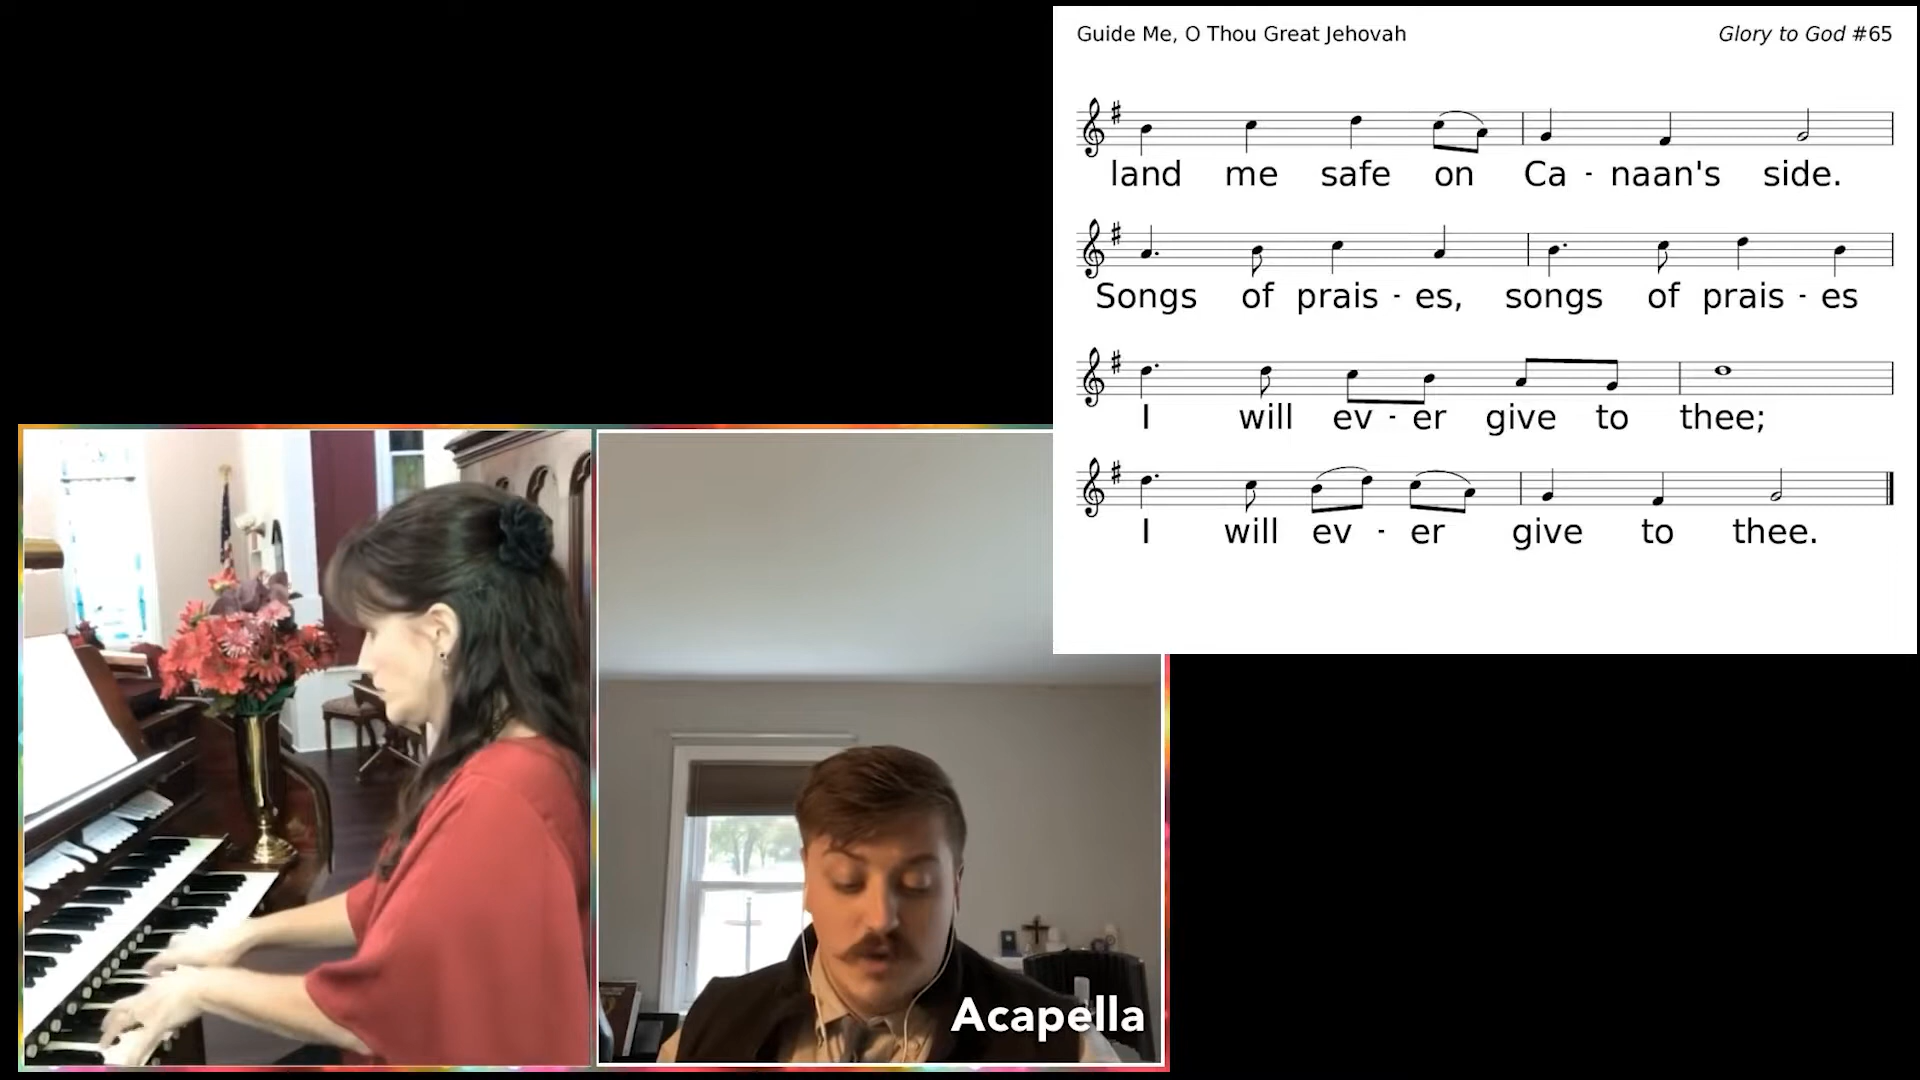 Guide Me, O Thou Great Jehovah
Glory to God #65
land me safe on Ca - naan's side.
Songs of prais - es, songs of prais - es
I will ev - er give to thee;
I will ev - er give to thee.
Acapella